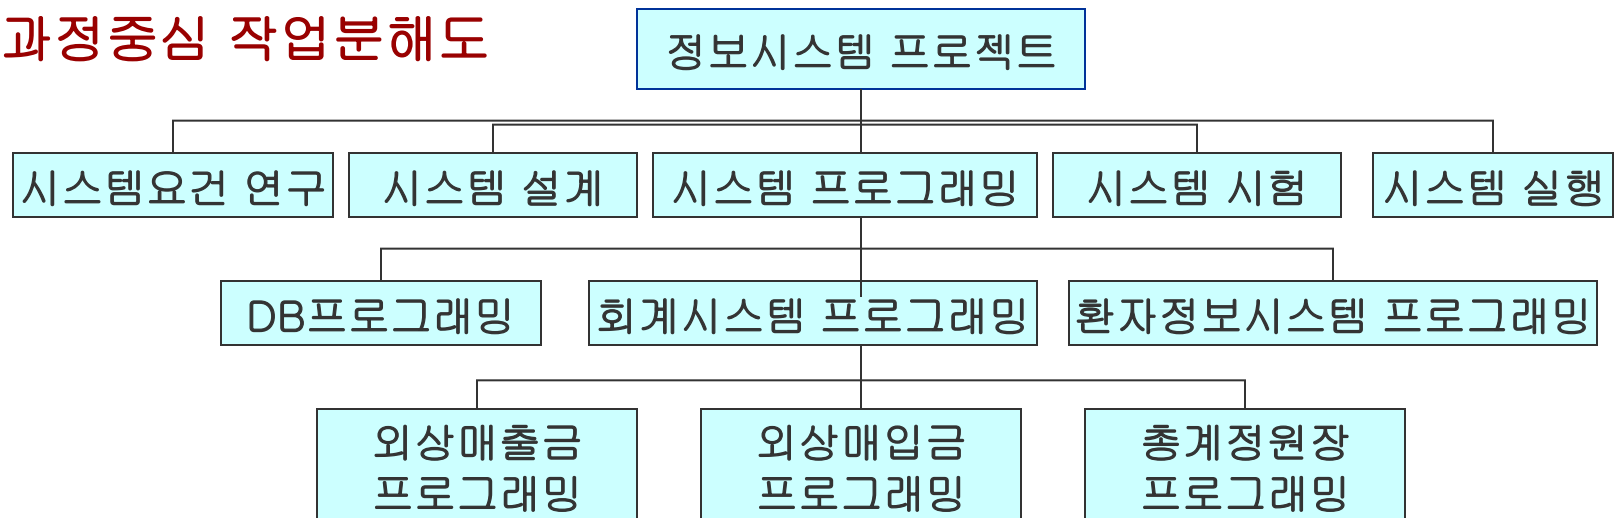 과정중심 작업분해도
정보시스템 프로젝트
시스템요건 연구
시스템 설계
시스템 프로그래밍
시스템 시험
시스템 실행
DB프로그래밍
회계시스템 프로그래밍
환자정보시스템 프로그래밍
외상매출금
프로그래밍
외상매입금
프로그래밍
총계정원장
프로그래밍